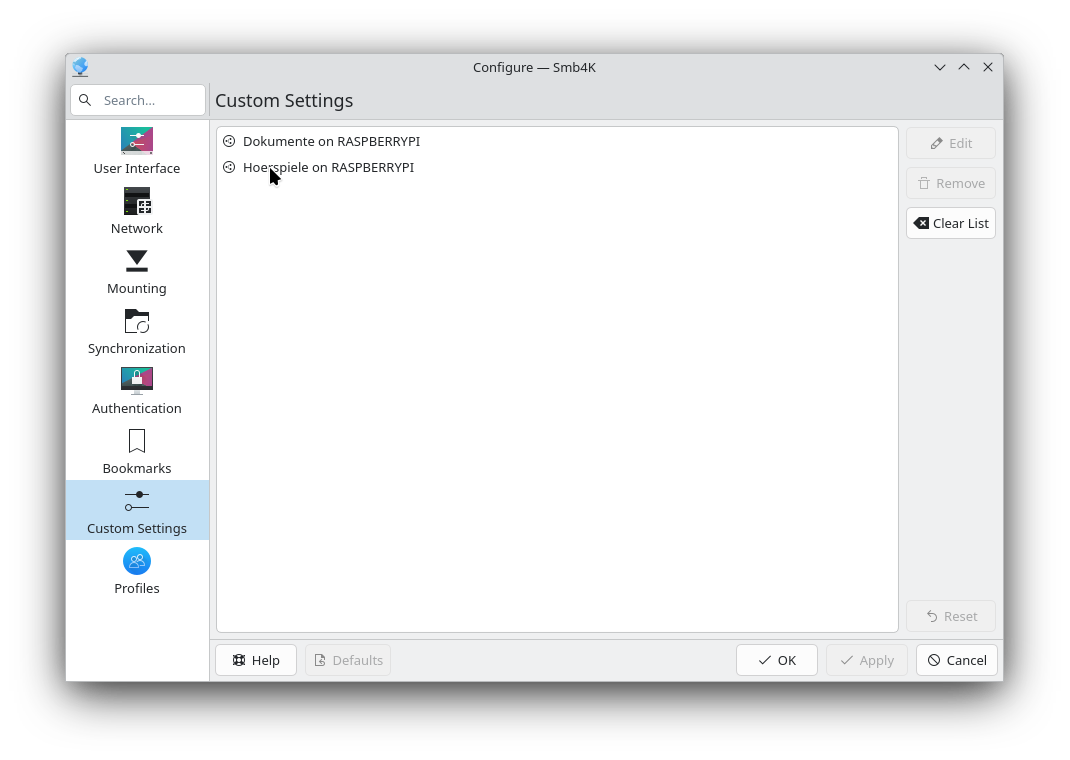 Configure — Smb4K
Search...
Custom Settings
User Interface
Network
Mounting
Synchronization
Authentication
Bookmarks
Custom Settings
Profiles
Dokumente on RASPBERRYPI
Hoerspiele on RASPBERRYPI
Edit
Remove
Clear List
Reset
Help
Defaults
OK
Apply
Cancel